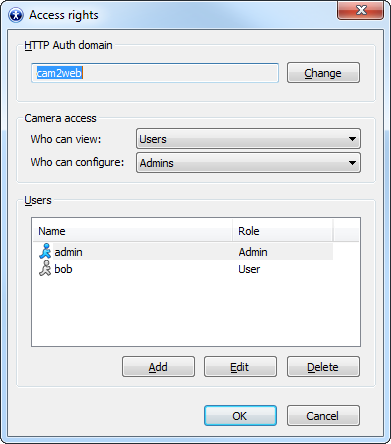 Access rights
HTTP Auth domain
cam2web
Change
Camera access
Who can view: Users
Who can configure: Admins
Users
Name Role
admin Admin
bob User
Add Edit Delete
OK Cancel